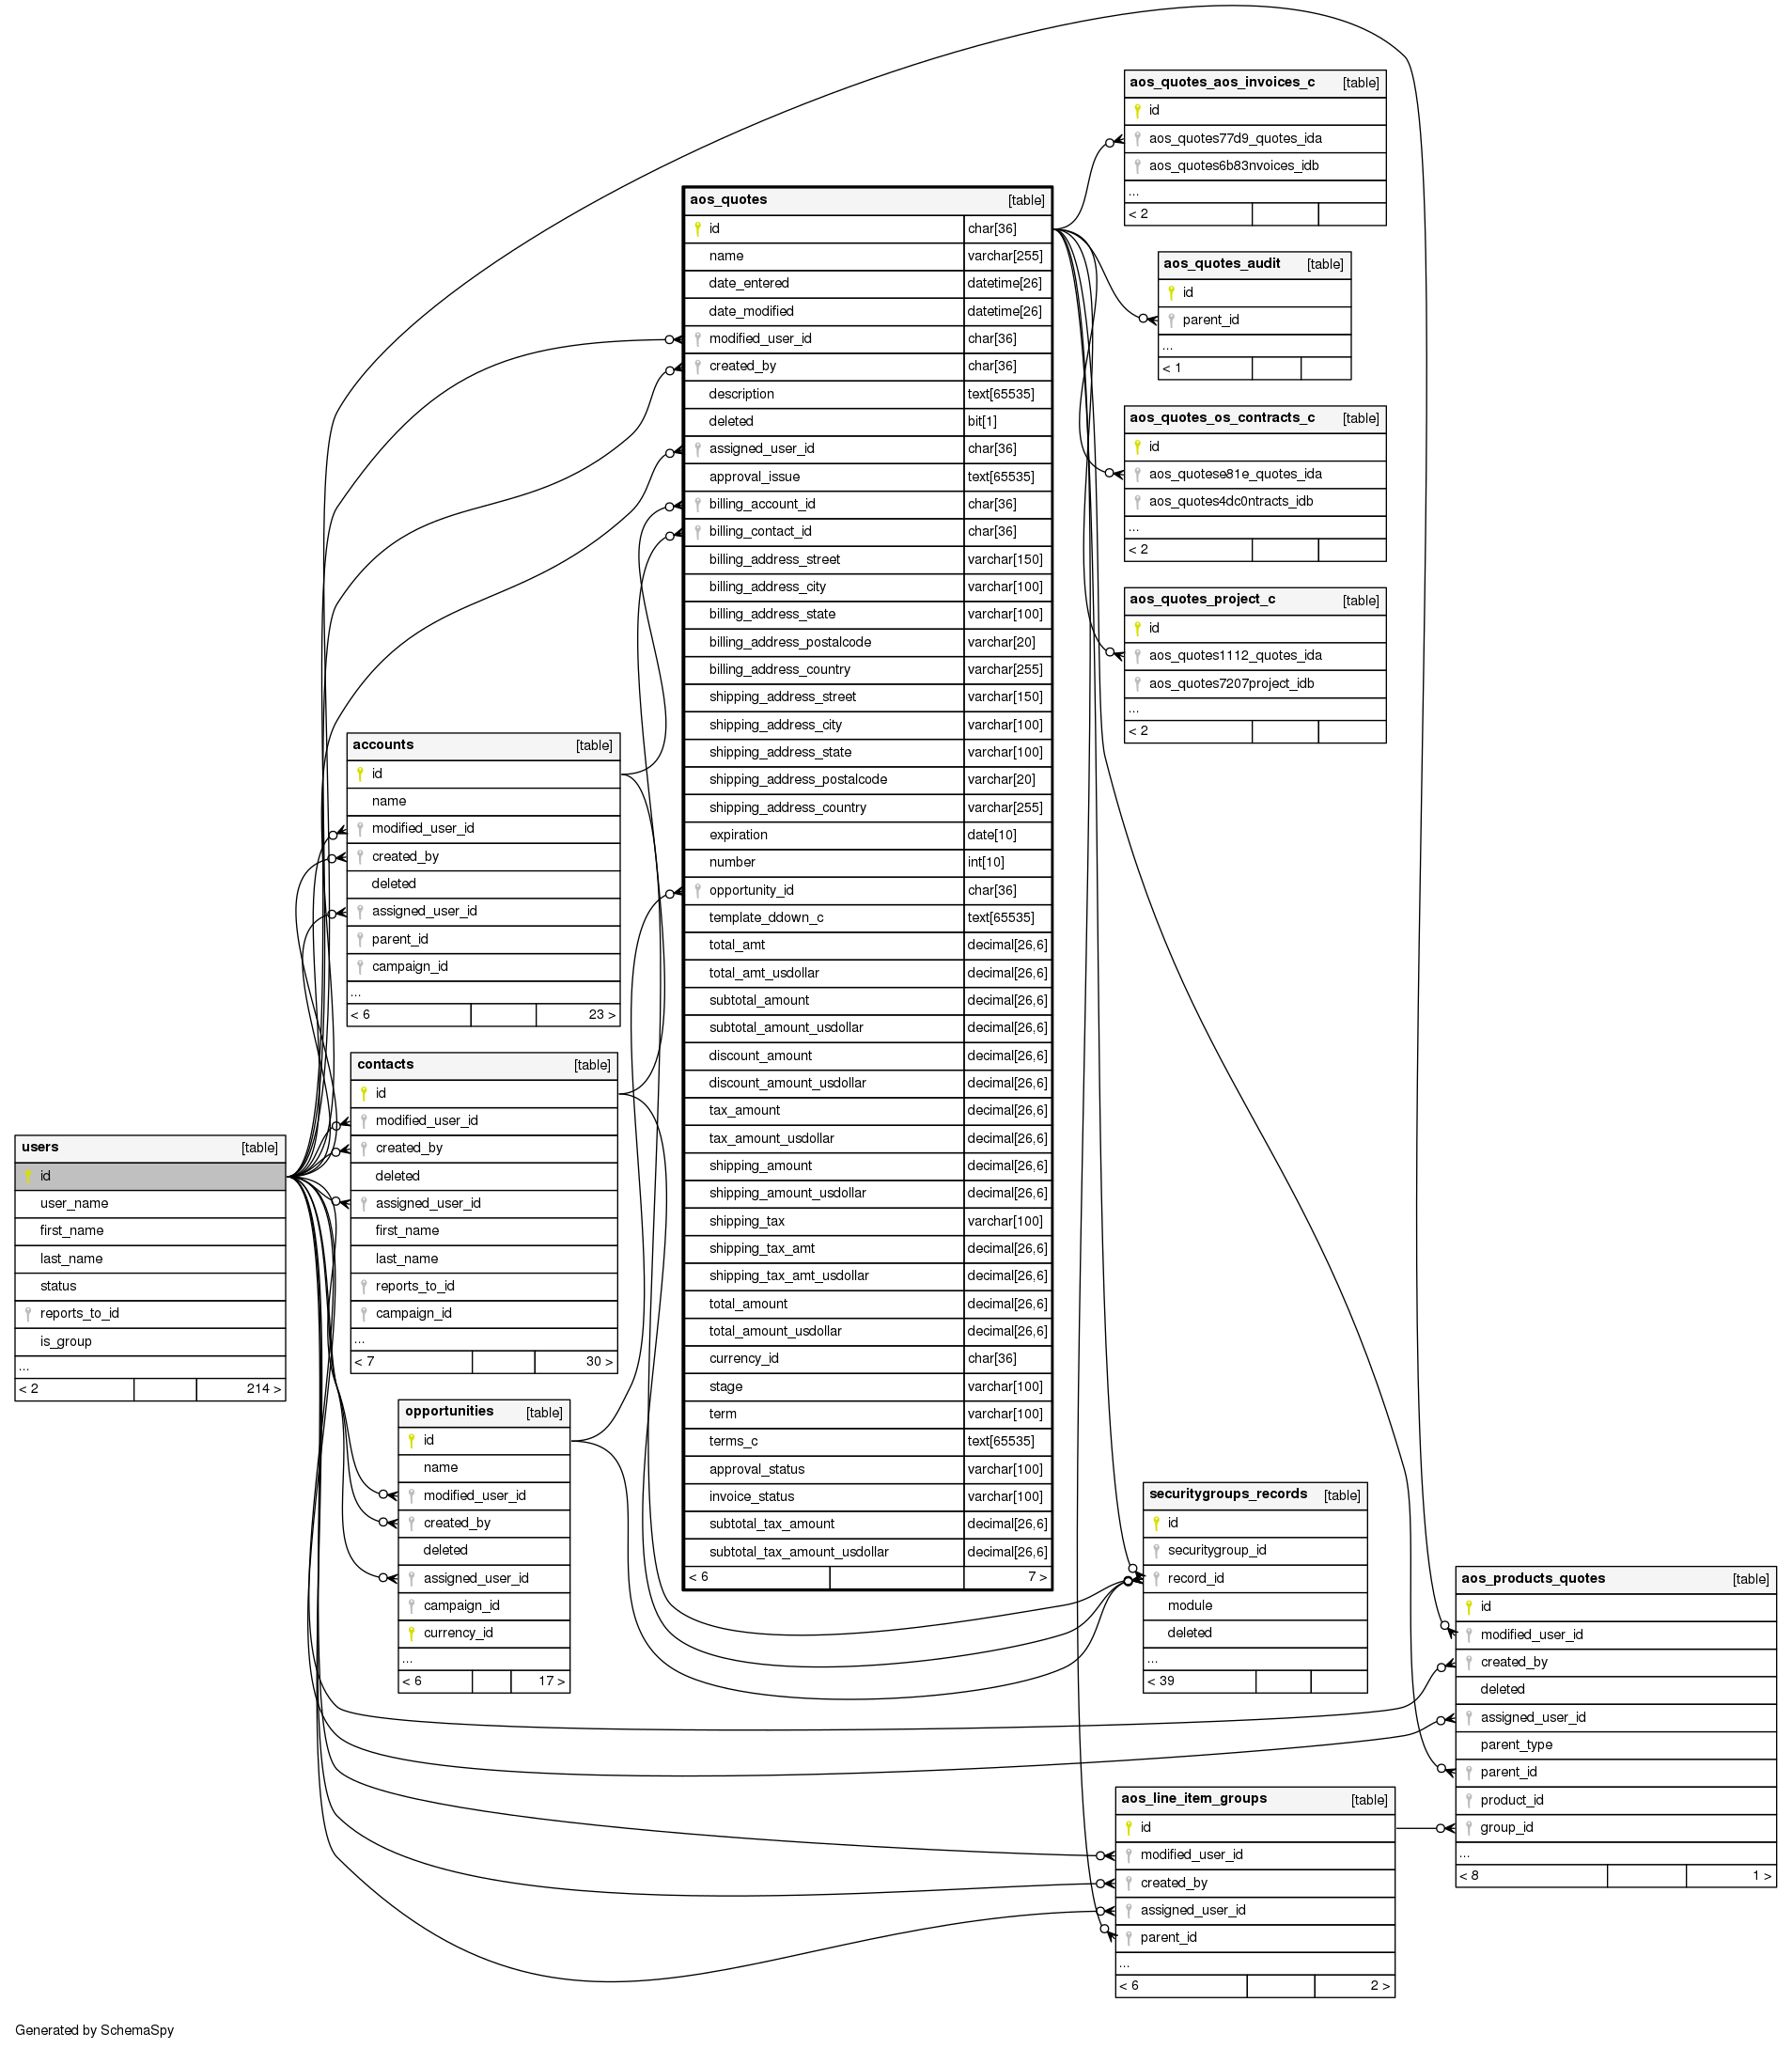 aos_quotes_aos_invoices_c [table]
id
aos_quotes77d9_quotes_ida
aos_quotes6b83nvoices_idb
...
< 2
aos_quotes_audit [table]
id
parent_id
...
< 1
aos_quotes_os_contracts_c [table]
id
aos_quotese81e_quotes_ida
aos_quotes4dc0ntracts_idb
...
< 2
aos_quotes_project_c [table]
id
aos_quotes1112_quotes_ida
aos_quotes7207project_idb
...
< 2
aos_quotes [table]
id char[36]
name varchar[255]
date_entered datetime[26]
date_modified datetime[26]
modified_user_id char[36]
created_by char[36]
description text[65535]
deleted bit[1]
assigned_user_id char[36]
approval_issue text[65535]
billing_account_id char[36]
billing_contact_id char[36]
billing_address_street varchar[150]
billing_address_city varchar[100]
billing_address_state varchar[100]
billing_address_postalcode varchar[20]
billing_address_country varchar[255]
shipping_address_street varchar[150]
shipping_address_city varchar[100]
shipping_address_state varchar[100]
shipping_address_postalcode varchar[20]
shipping_address_country varchar[255]
expiration date[10]
number int[10]
opportunity_id char[36]
template_ddown_c text[65535]
total_amt decimal[26,6]
total_amt_usdollar decimal[26,6]
subtotal_amount decimal[26,6]
subtotal_amount_usdollar decimal[26,6]
discount_amount decimal[26,6]
discount_amount_usdollar decimal[26,6]
tax_amount decimal[26,6]
tax_amount_usdollar decimal[26,6]
shipping_amount decimal[26,6]
shipping_amount_usdollar decimal[26,6]
shipping_tax varchar[100]
shipping_tax_amt decimal[26,6]
shipping_tax_amt_usdollar decimal[26,6]
total_amount decimal[26,6]
total_amount_usdollar decimal[26,6]
currency_id char[36]
stage varchar[100]
term varchar[100]
terms_c text[65535]
approval_status varchar[100]
invoice_status varchar[100]
subtotal_tax_amount decimal[26,6]
subtotal_tax_amount_usdollar decimal[26,6]
< 6 7 >
accounts [table]
id
name
modified_user_id
created_by
deleted
assigned_user_id
parent_id
campaign_id
...
< 6 23 >
contacts [table]
id
modified_user_id
created_by
deleted
assigned_user_id
first_name
last_name
reports_to_id
campaign_id
...
< 7 30 >
users [table]
id
user_name
first_name
last_name
status
reports_to_id
is_group
...
< 2 214 >
opportunities [table]
id
name
modified_user_id
created_by
deleted
assigned_user_id
campaign_id
currency_id
...
< 6 17 >
securitygroups_records [table]
id
securitygroup_id
record_id
module
deleted
...
< 39
aos_products_quotes [table]
id
modified_user_id
created_by
deleted
assigned_user_id
parent_type
parent_id
product_id
group_id
...
< 8 1 >
aos_line_item_groups [table]
id
modified_user_id
created_by
assigned_user_id
parent_id
...
< 6 2 >
Generated by SchemaSpy